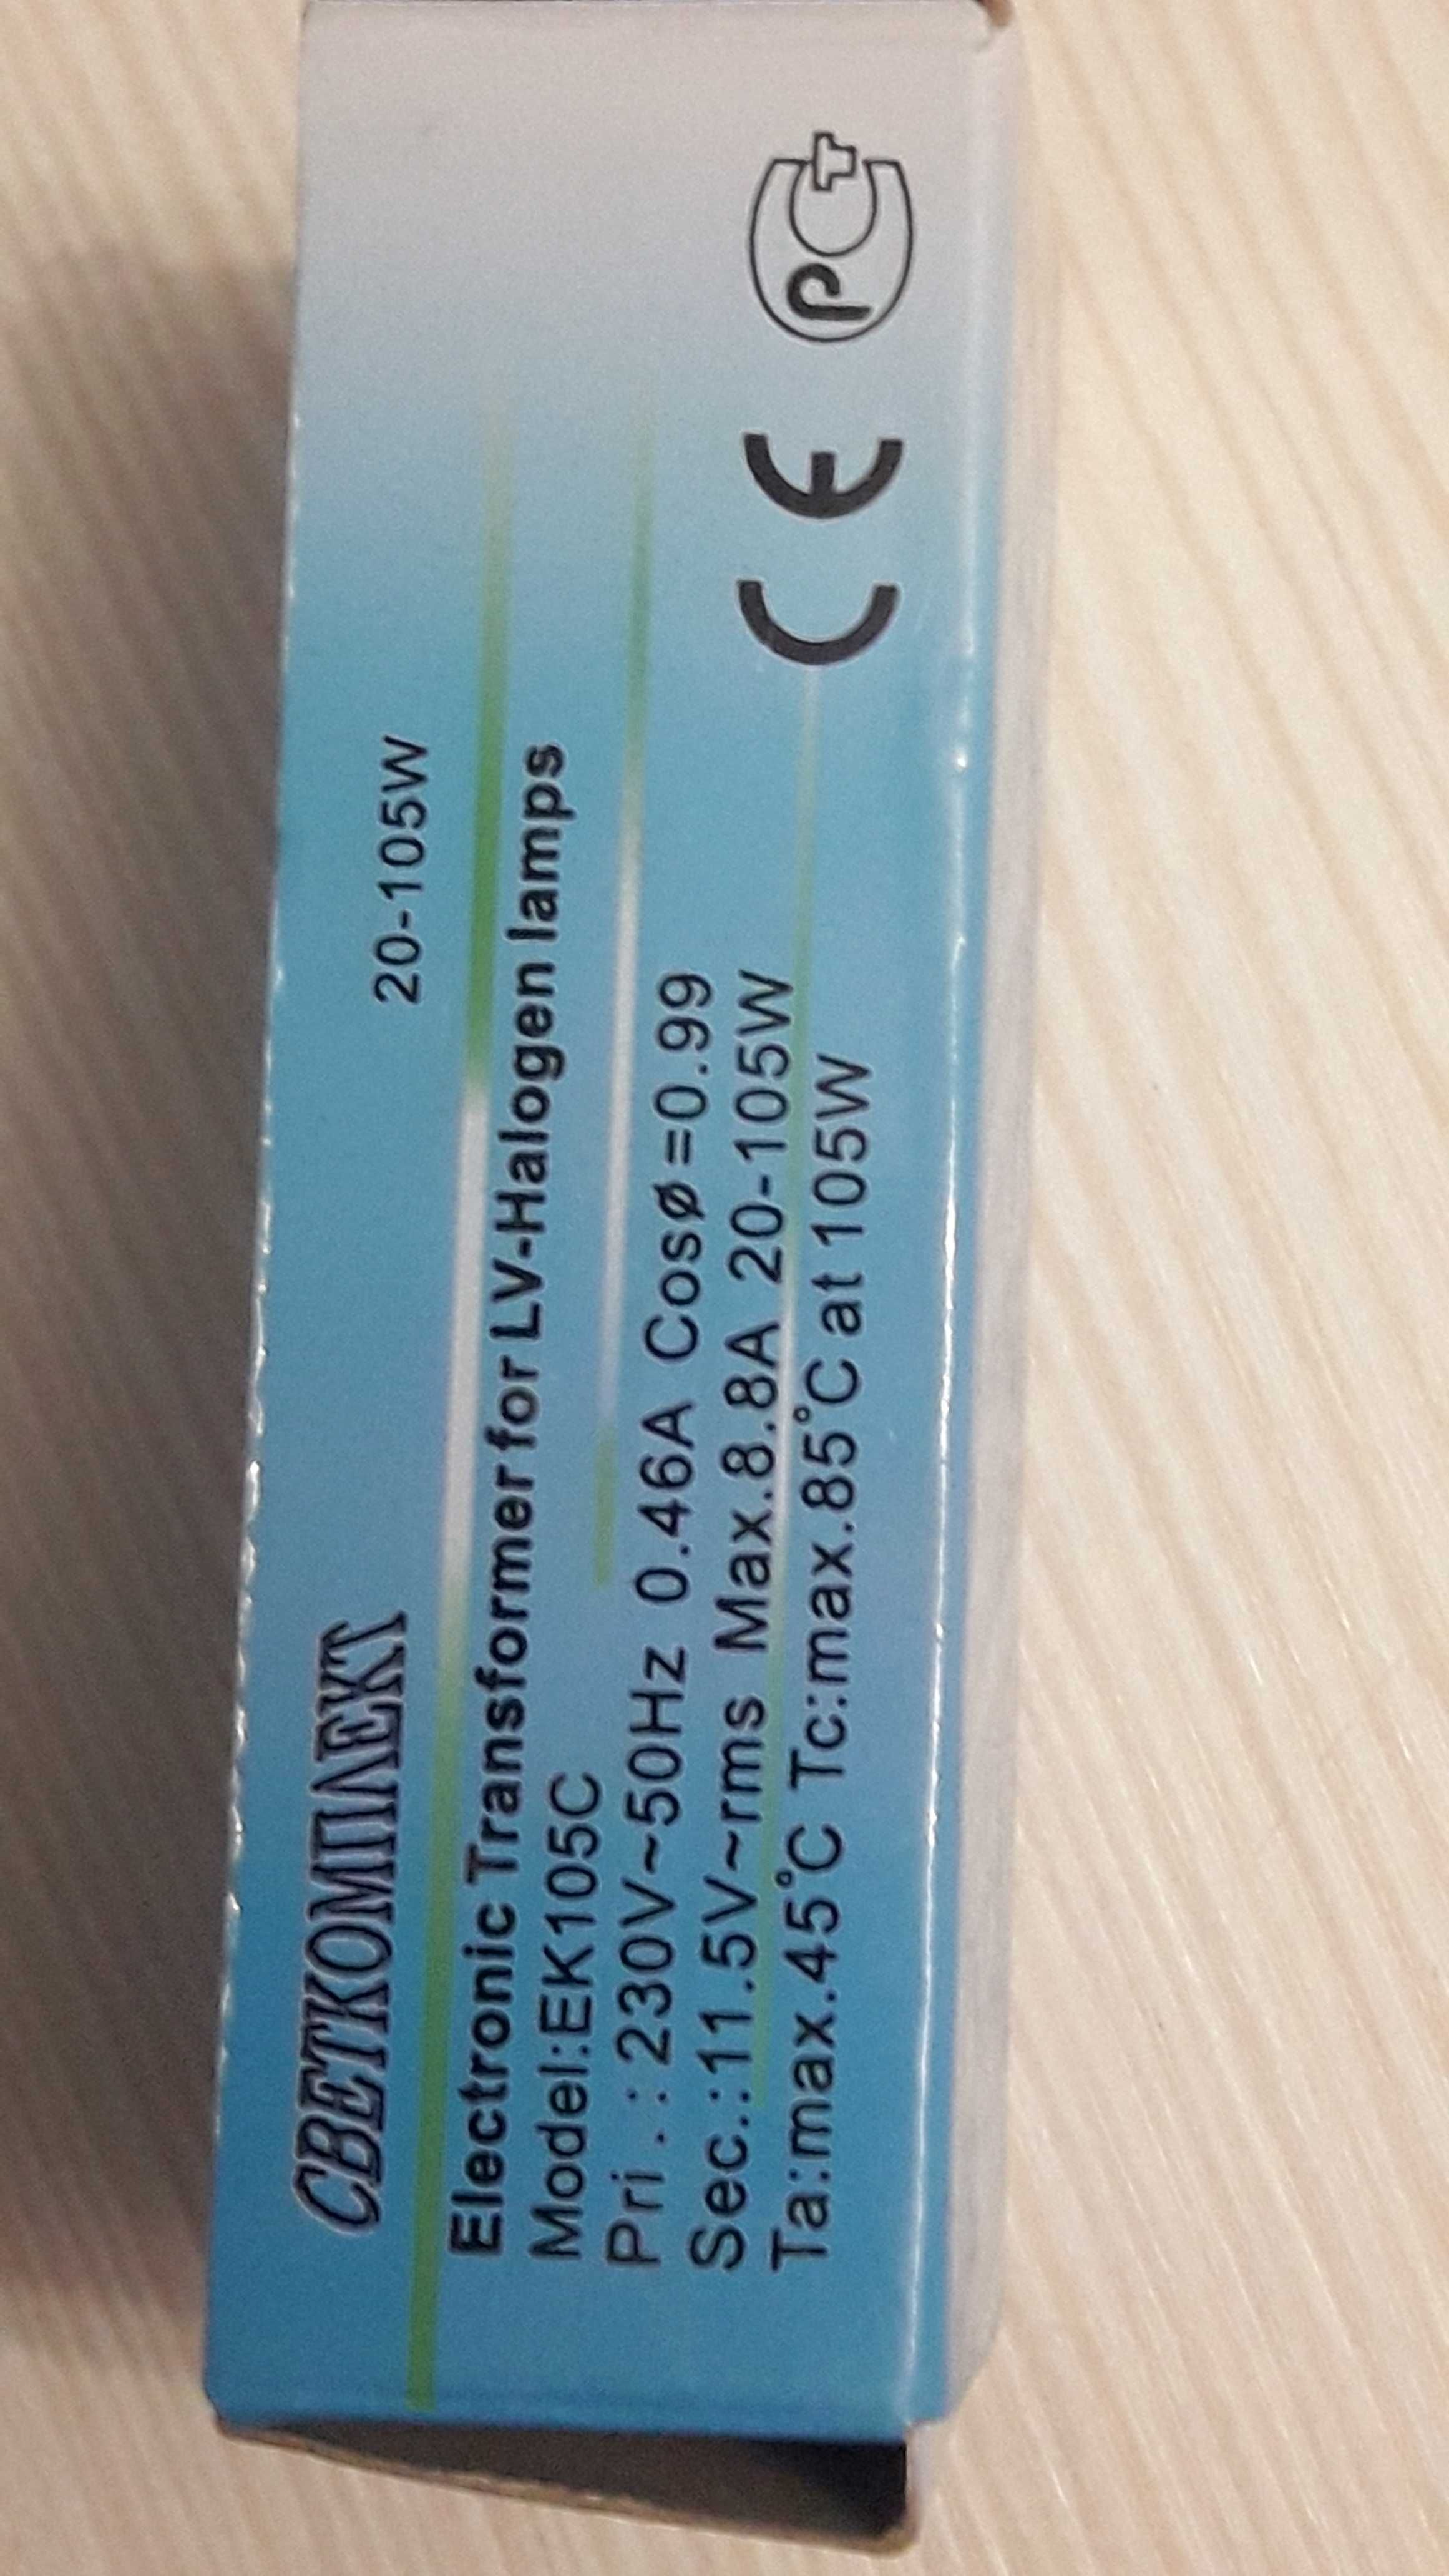 СВЕТКОМПЛЕКТ 20-105W
Electronic Transformer for LV-Halogen lamps
Model:EK105C
Pri.:230V~50Hz 0.46A Cosø=0.99
Sec.:11.5V~rms Max.8.8A 20-105W
Ta:max.45°C Tc:max.85°C at 105W
CE РСТ